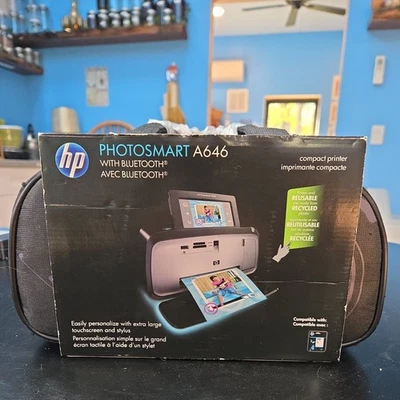 hp
PHOTOSMART A646
WITH BLUETOOTH®
AVEC BLUETOOTH®
compact printer
imprimante compacte
REUSABLE
RECYCLED
RÉUTILISABLE
RECYCLÉE
Easily personalize with extra large
touchscreen and stylus
Personnalisation simple sur le grand
écran tactile à l'aide d'un stylet
Compatible with:
Compatible avec :